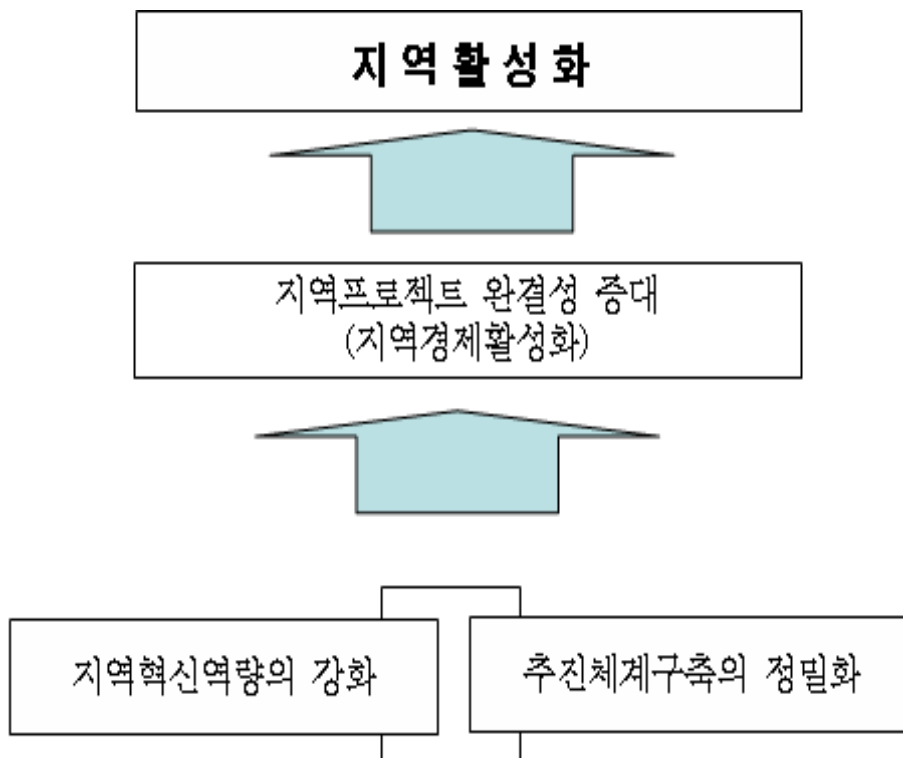 지역활성화
지역프로젝트 완결성 증대
(지역경제활성화)
지역혁신역량의 강화
추진체계구축의 정밀화